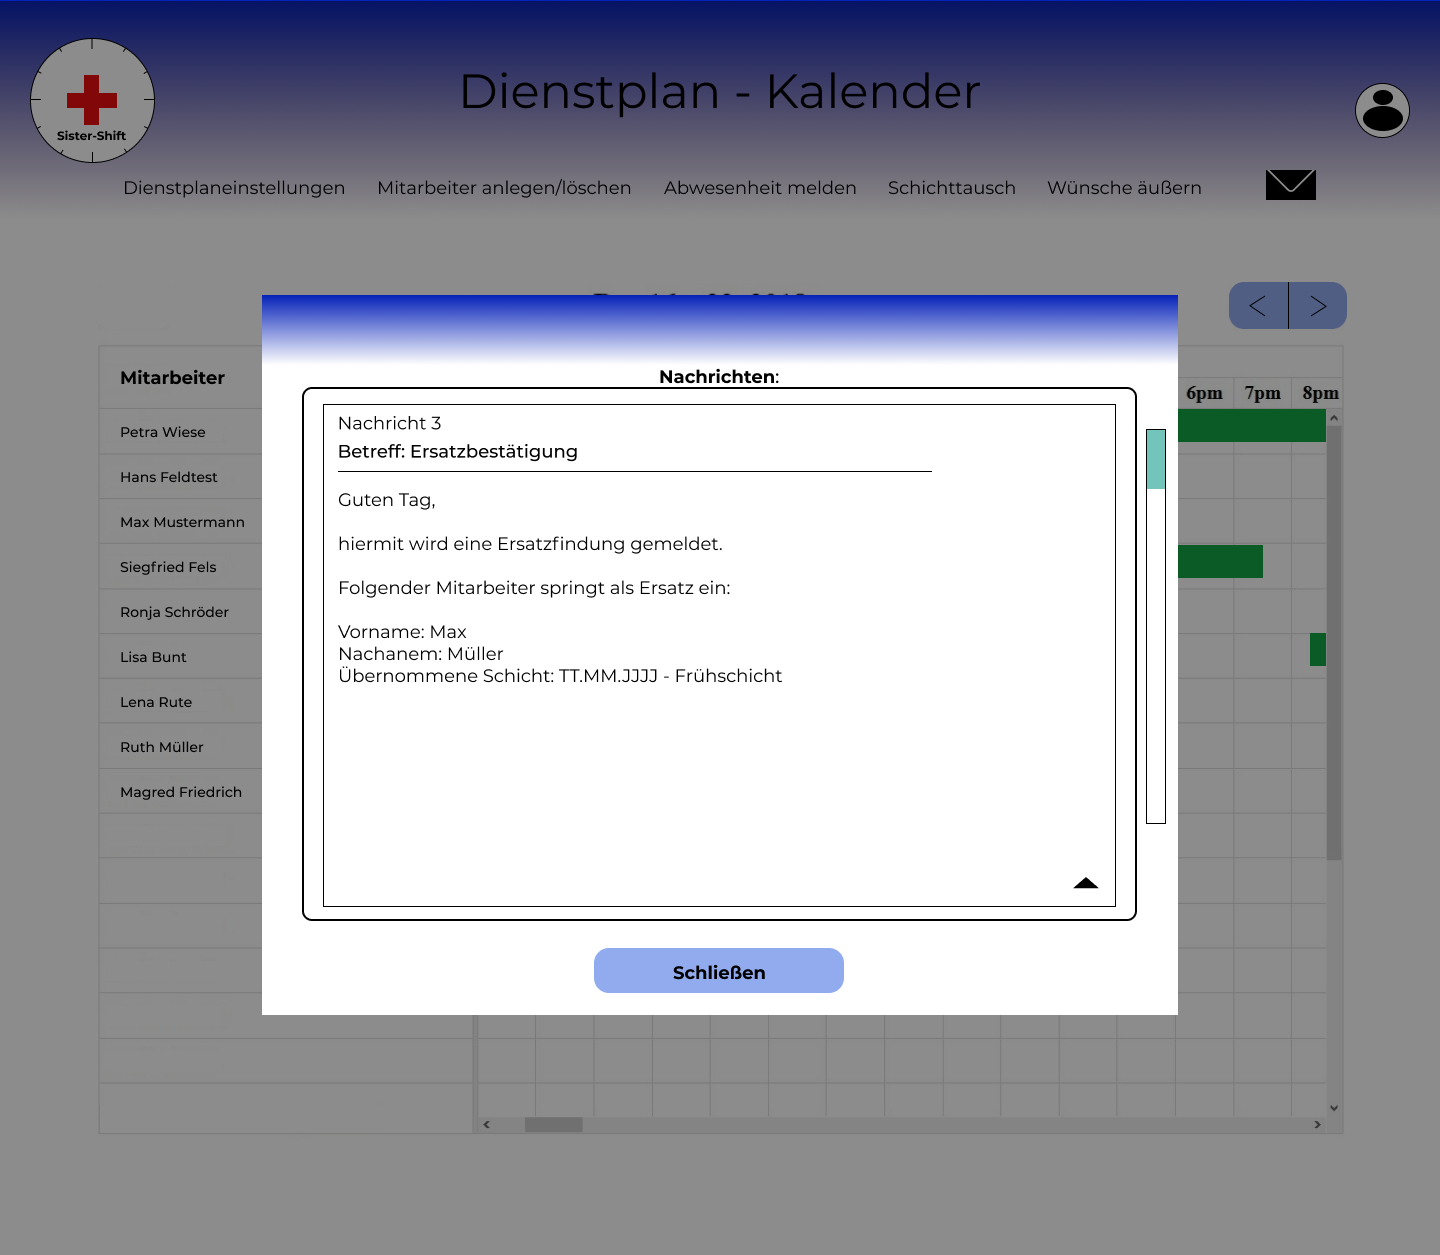 Dienstplan - Kalender
Sister-Shift
Dienstplaneinstellungen Mitarbeiter anlegen/löschen Abwesenheit melden Schichttausch Wünsche äußern
Mitarbeiter
6pm 7pm 8pm
Petra Wiese
Hans Feldtest
Max Mustermann
Siegfried Fels
Ronja Schröder
Lisa Bunt
Lena Rute
Ruth Müller
Magred Friedrich
Nachrichten:
Nachricht 3
Betreff: Ersatzbestätigung
Guten Tag,
hiermit wird eine Ersatzfindung gemeldet.
Folgender Mitarbeiter springt als Ersatz ein:
Vorname: Max
Nachanem: Müller
Übernommene Schicht: TT.MM.JJJJ - Frühschicht
Schließen